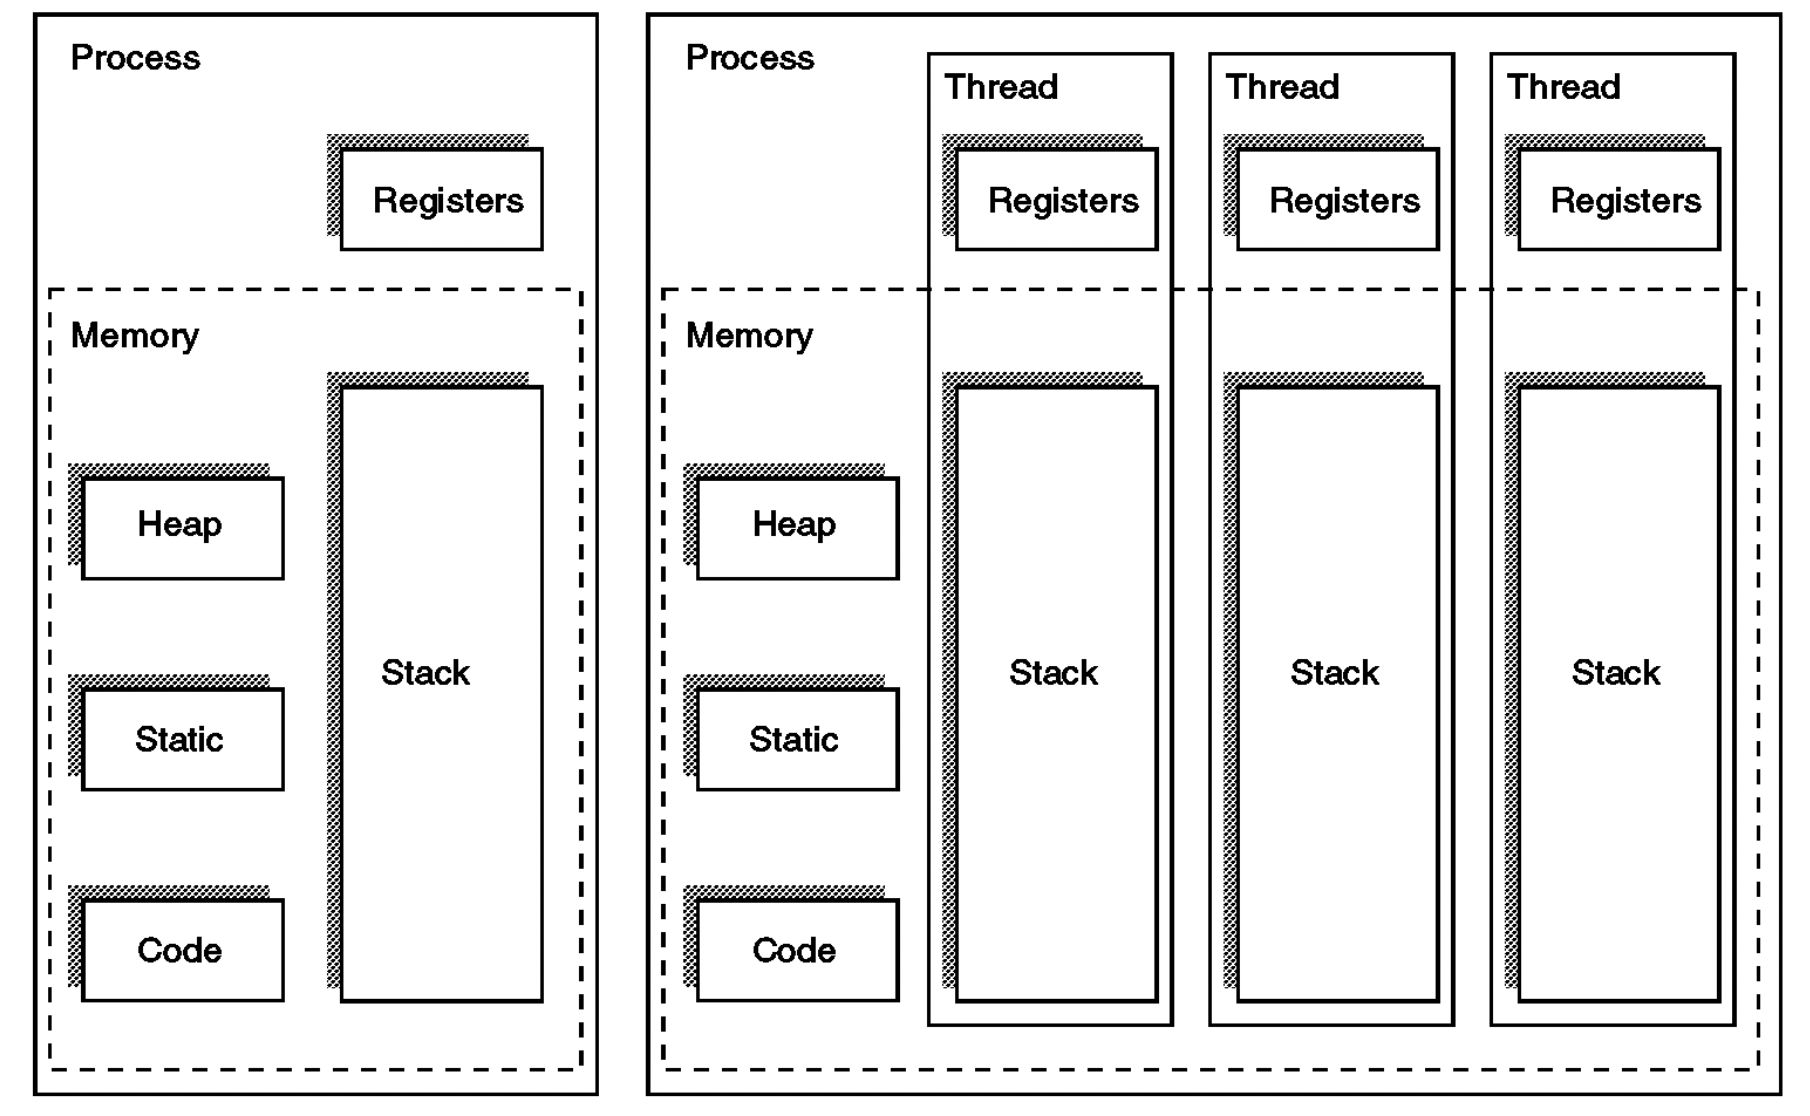 Process
Registers
Memory
Heap
Stack
Static
Code
Process
Thread
Thread
Thread
Registers
Registers
Registers
Memory
Heap
Stack
Stack
Stack
Static
Code